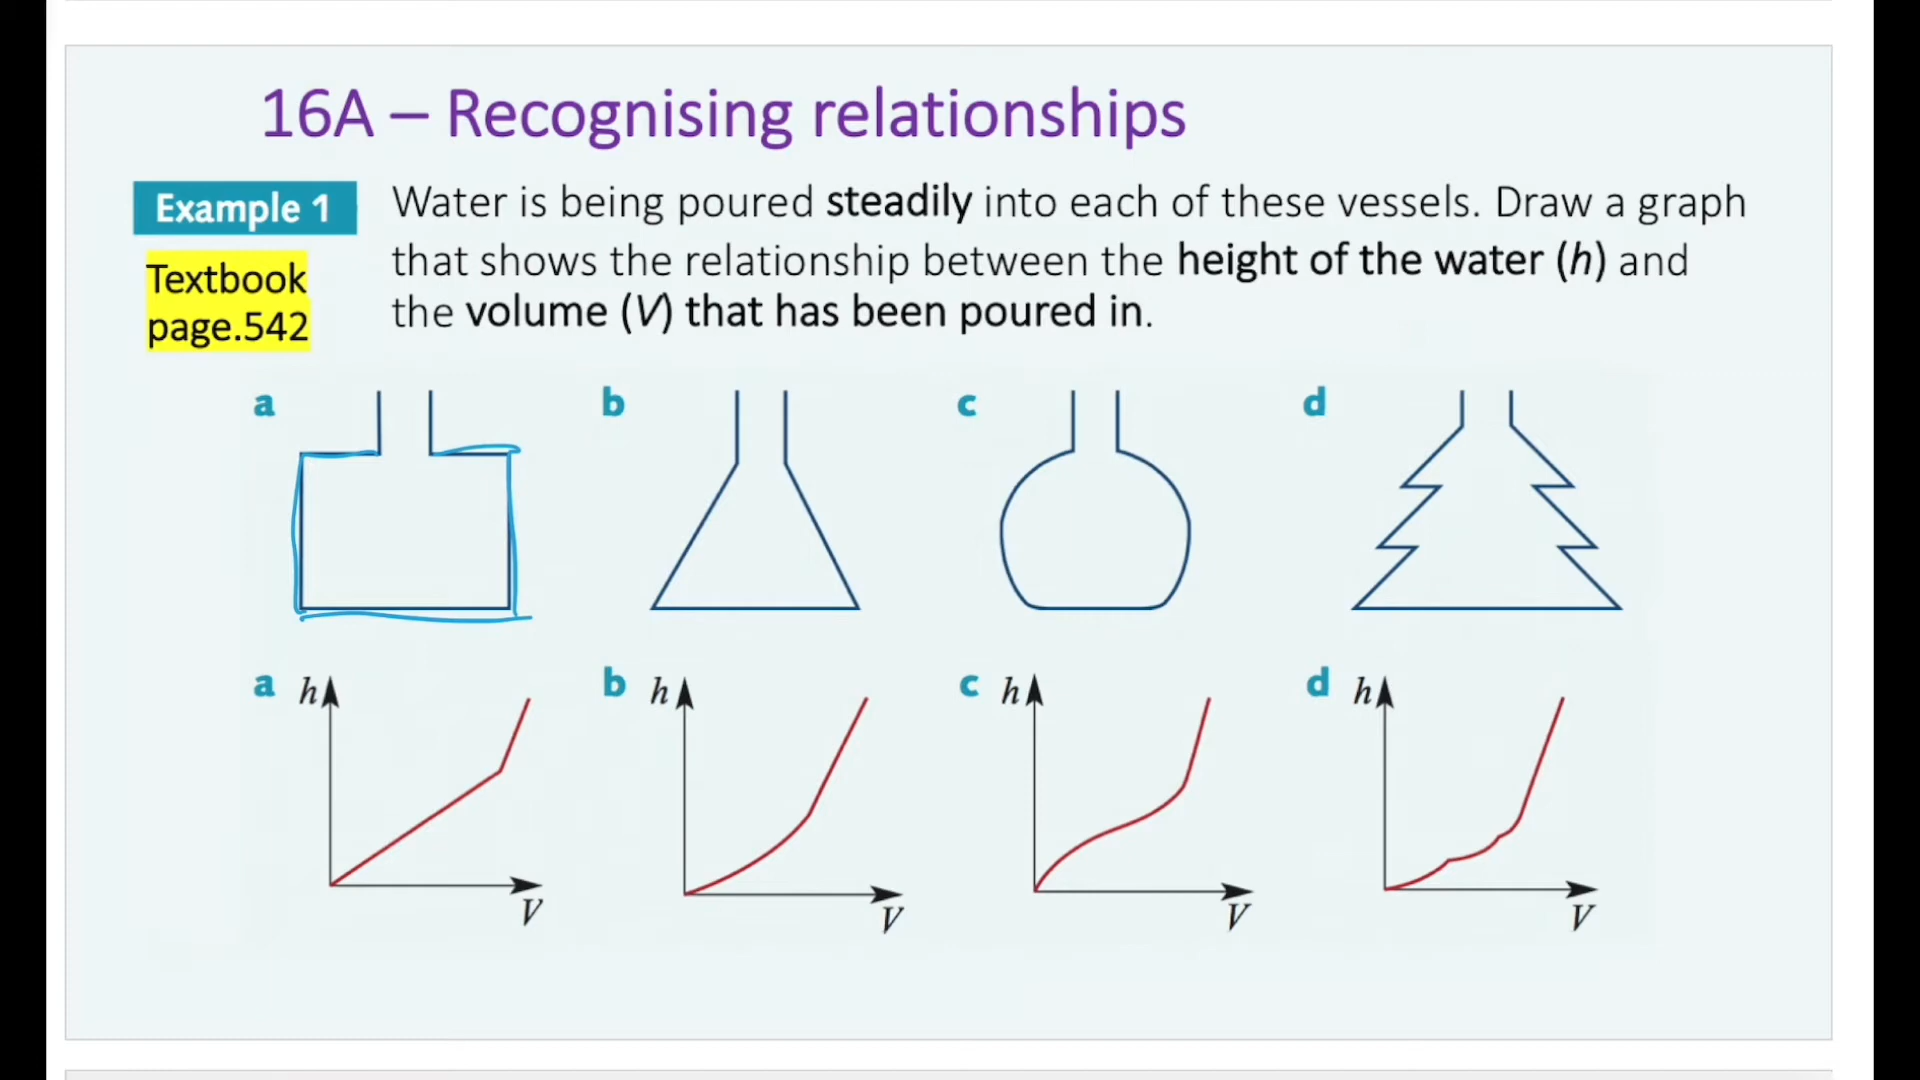 16A – Recognising relationships
Example 1
Textbook
page.542
Water is being poured steadily into each of these vessels. Draw a graph
that shows the relationship between the height of the water (h) and
the volume (V) that has been poured in.
a b c d
a h b h c h d h
V V V V